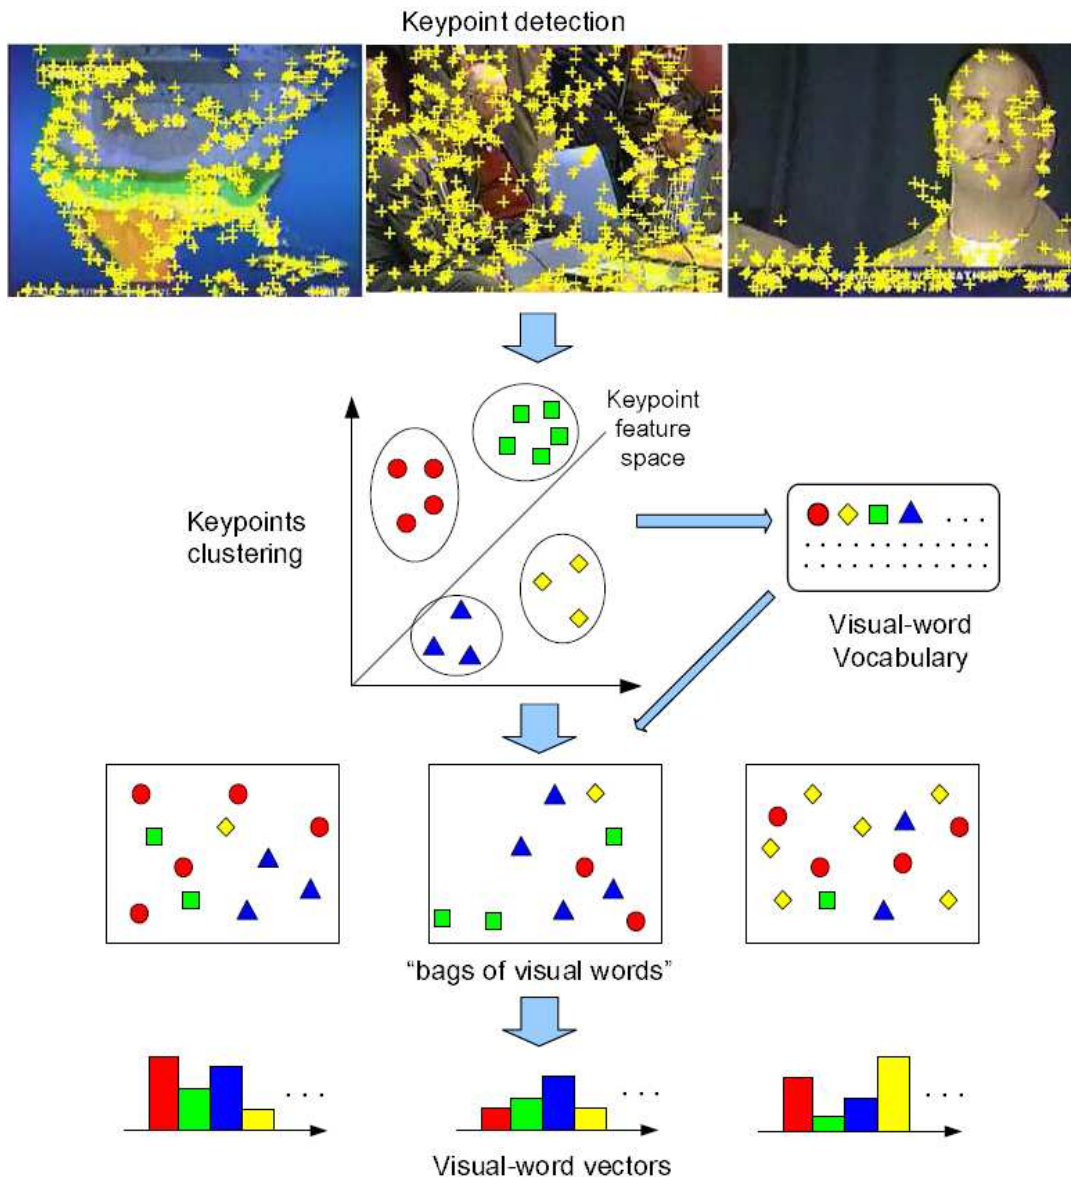 Keypoint detection
Keypoint
feature
space
Keypoints
clustering
. . .
Visual-word
Vocabulary
“bags of visual words”
. . .
. . .
. . .
Visual-word vectors